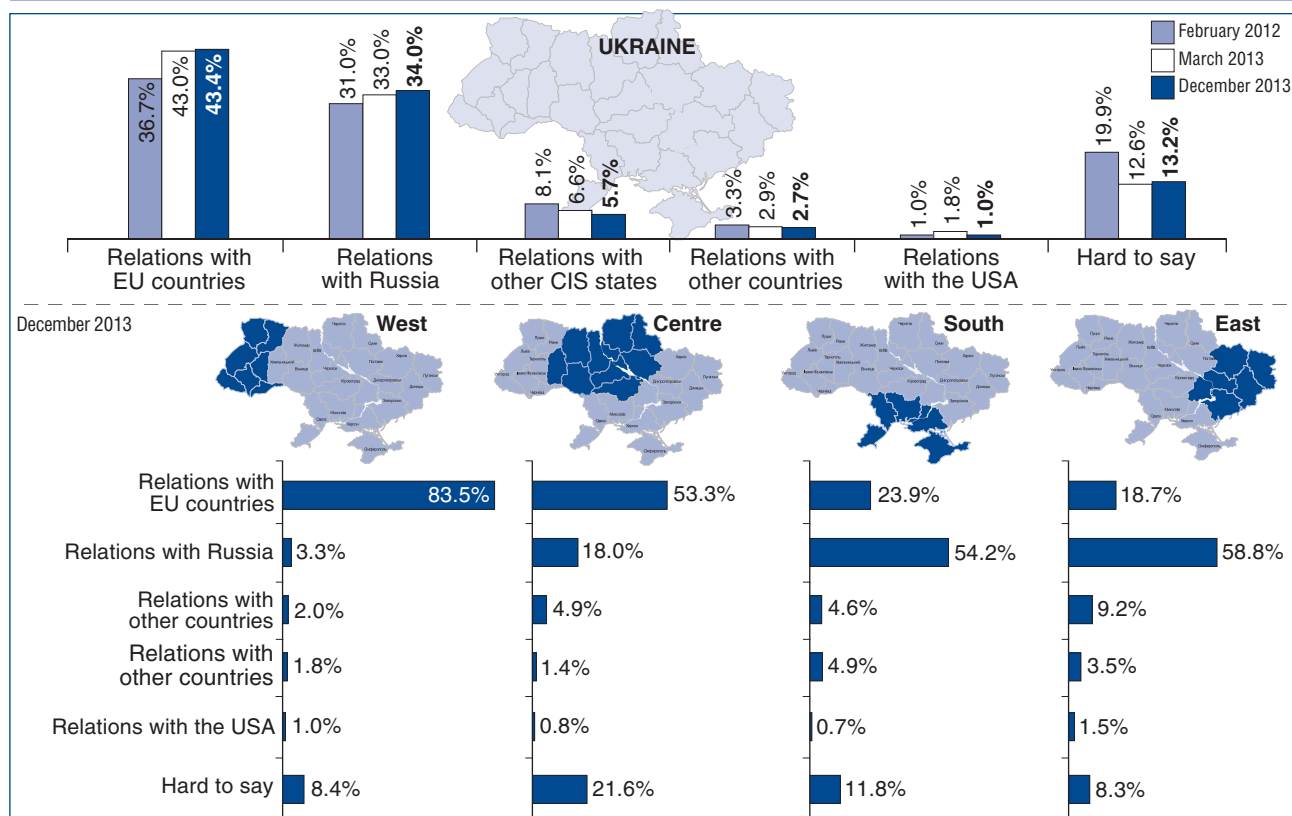 UKRAINE
February 2012
March 2013
December 2013
36.7%
43.0%
43.4%
31.0%
33.0%
34.0%
8.1%
6.6%
5.7%
3.3%
2.9%
2.7%
1.0%
1.8%
1.0%
19.9%
12.6%
13.2%
Relations with
EU countries
Relations
with Russia
Relations with
other CIS states
Relations with
other countries
Relations
with the USA
Hard to say
December 2013
West
Centre
South
East
Relations with
EU countries
83.5%
53.3%
23.9%
18.7%
Relations with Russia
3.3%
18.0%
54.2%
58.8%
Relations with
other countries
2.0%
4.9%
4.6%
9.2%
Relations with
other countries
1.8%
1.4%
4.9%
3.5%
Relations with the USA
1.0%
0.8%
0.7%
1.5%
Hard to say
8.4%
21.6%
11.8%
8.3%